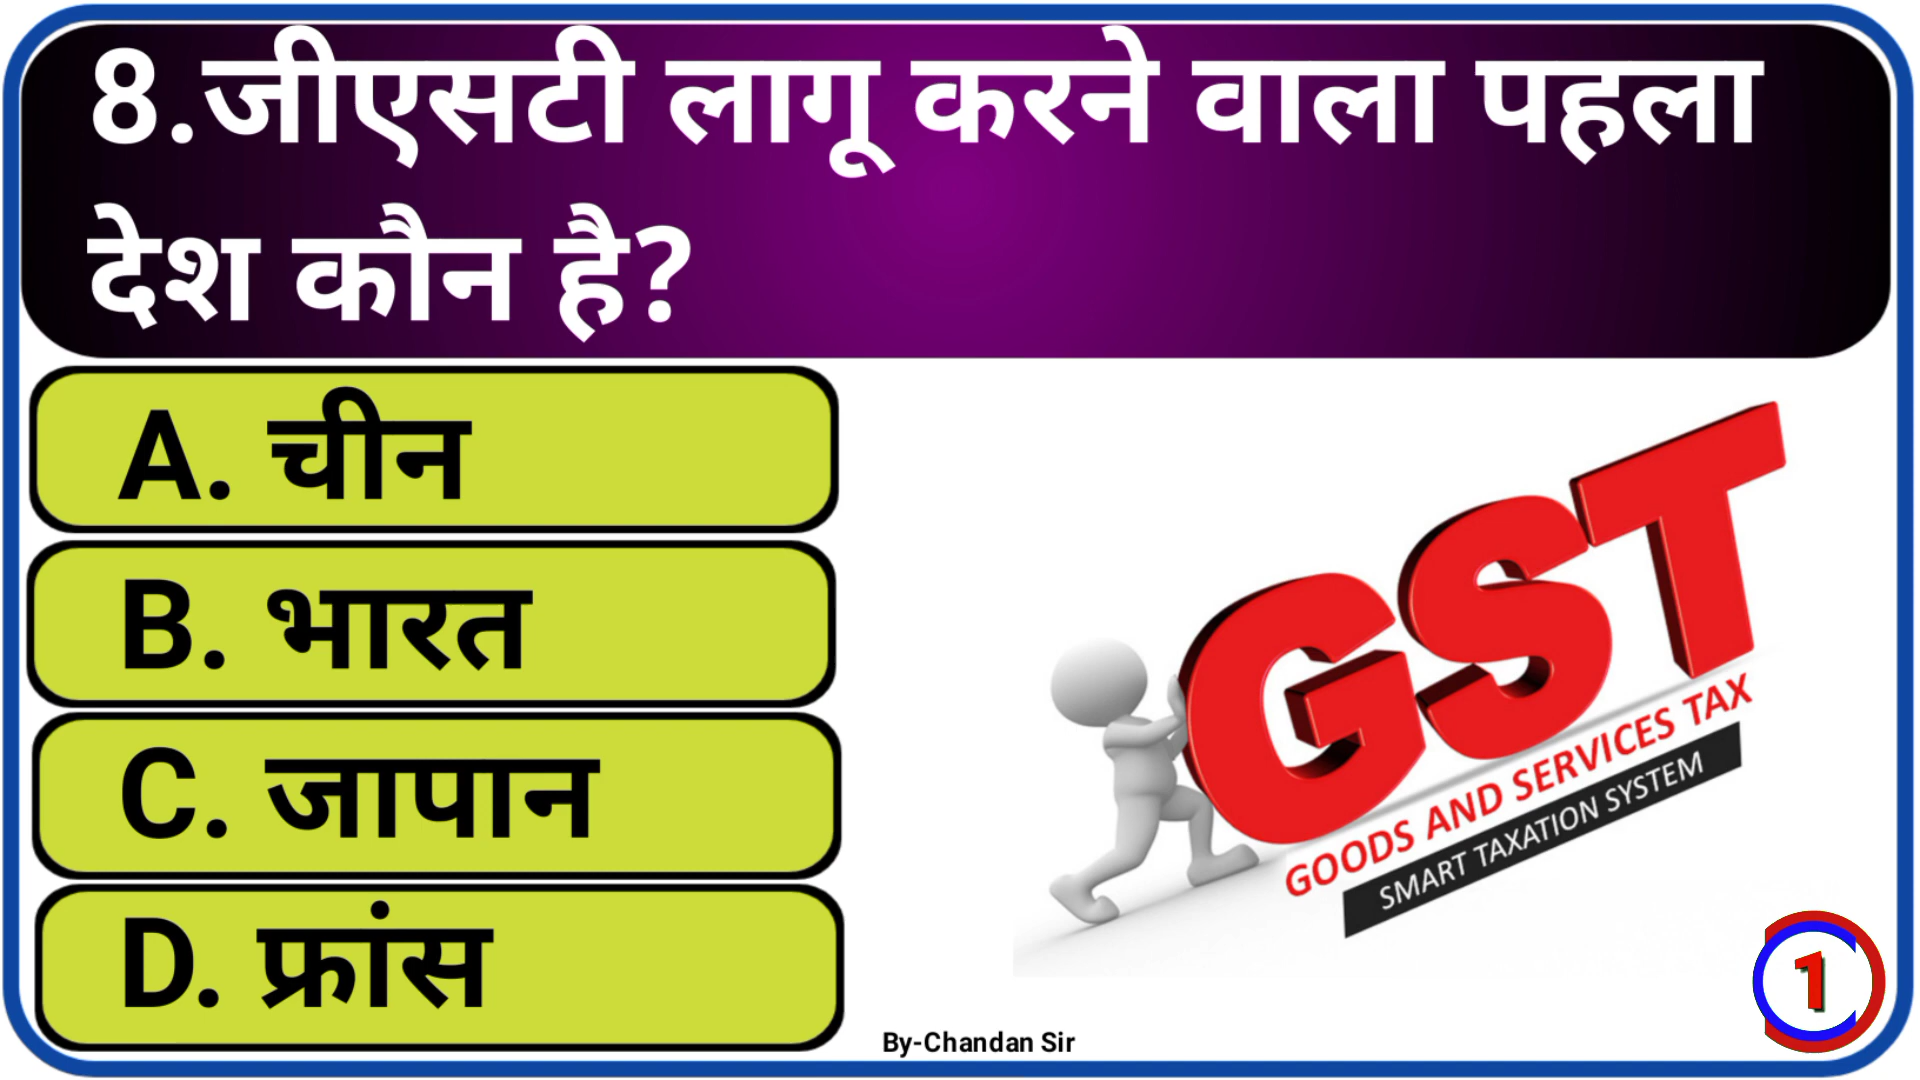 8.जीएसटी लागू करने वाला पहला
देश कौन है?
A. चीन
B. भारत
C. जापान
D. फ्रांस
GST
GOODS AND SERVICES TAX
SMART TAXATION SYSTEM
1
By-Chandan Sir